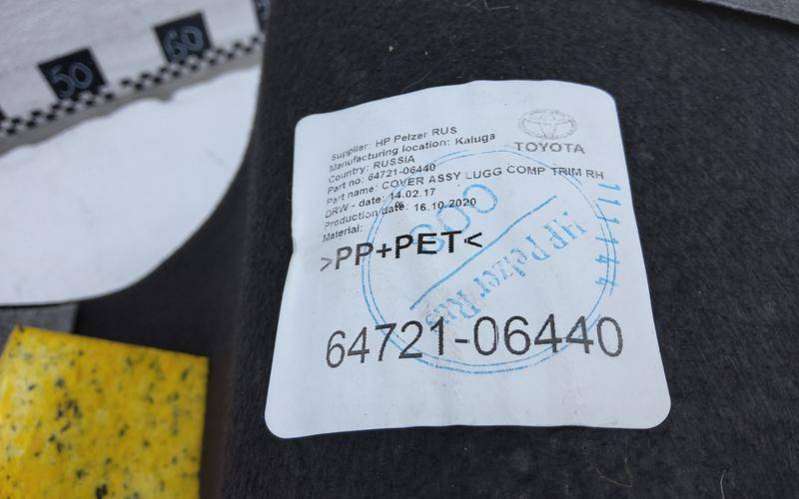 50
60
TOYOTA
Supplier: HP Pelzer RUS
Manufacturing location: Kaluga
Country: RUSSIA
Part no: 64721-06440
Part name: COVER ASSY LUGG COMP TRIM RH
DRW - date: 14.02.17
Production date: 16.10.2020
Material:
>PP+PET<
HP Pelzer Rus
64721-06440